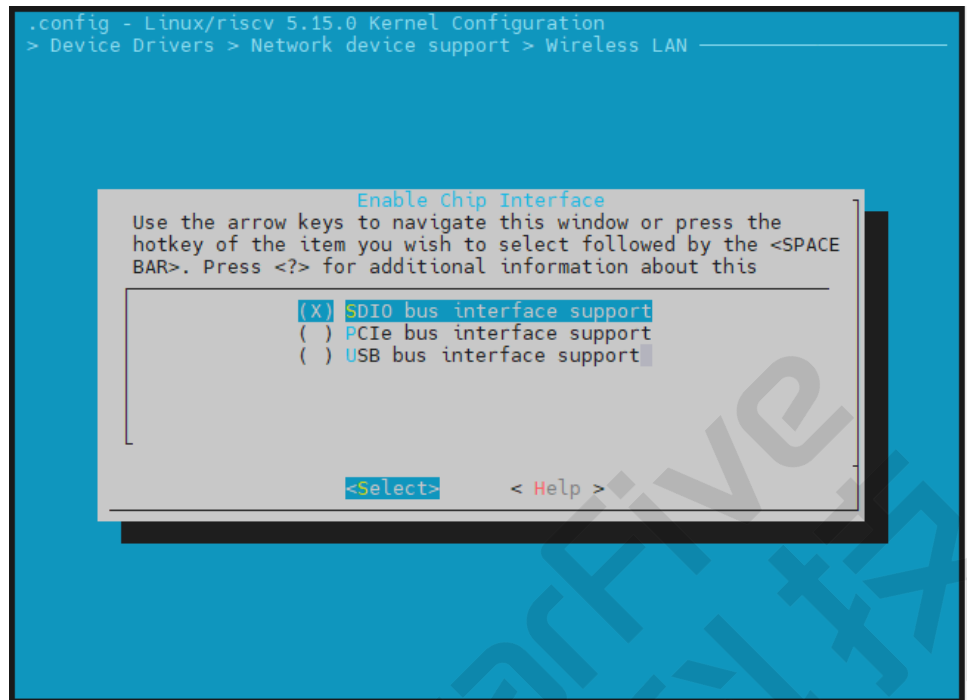 .config - Linux/riscv 5.15.0 Kernel Configuration
> Device Drivers > Network device support > Wireless LAN
Enable Chip Interface
Use the arrow keys to navigate this window or press the
hotkey of the item you wish to select followed by the <SPACE
BAR>. Press <?> for additional information about this
(X) SDIO bus interface support
( ) PCIe bus interface support
( ) USB bus interface support
<Select> < Help >